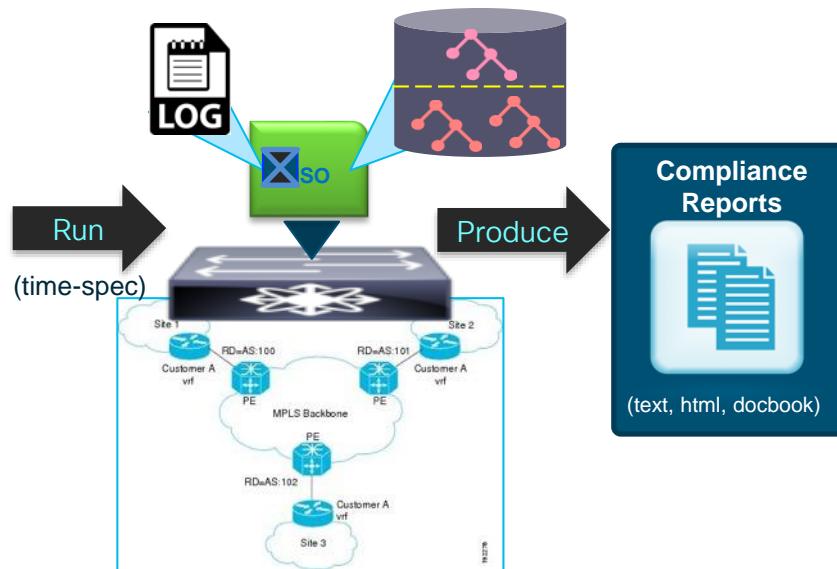 LOG
SO
Run
(time-spec)
Produce
Compliance
Reports
(text, html, docbook)
Site 1
Site 2
RD=AS:100
RD=AS:101
Customer A
vrf
Customer A
vrf
PE
PE
MPLS Backbone
PE
RD=AS:102
Customer A
vrf
Site 3
192276